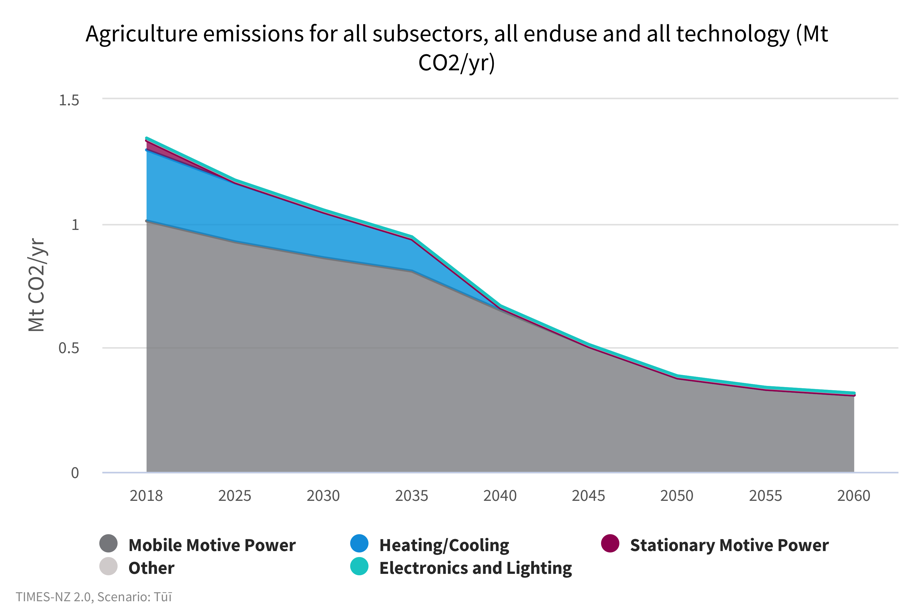 Agriculture emissions for all subsectors, all enduse and all technology (Mt
CO2/yr)
Mt CO2/yr
1.5
1
0.5
0
2018 2025 2030 2035 2040 2045 2050 2055 2060
Mobile Motive Power Heating/Cooling Stationary Motive Power
Other Electronics and Lighting
TIMES-NZ 2.0, Scenario: Tūī